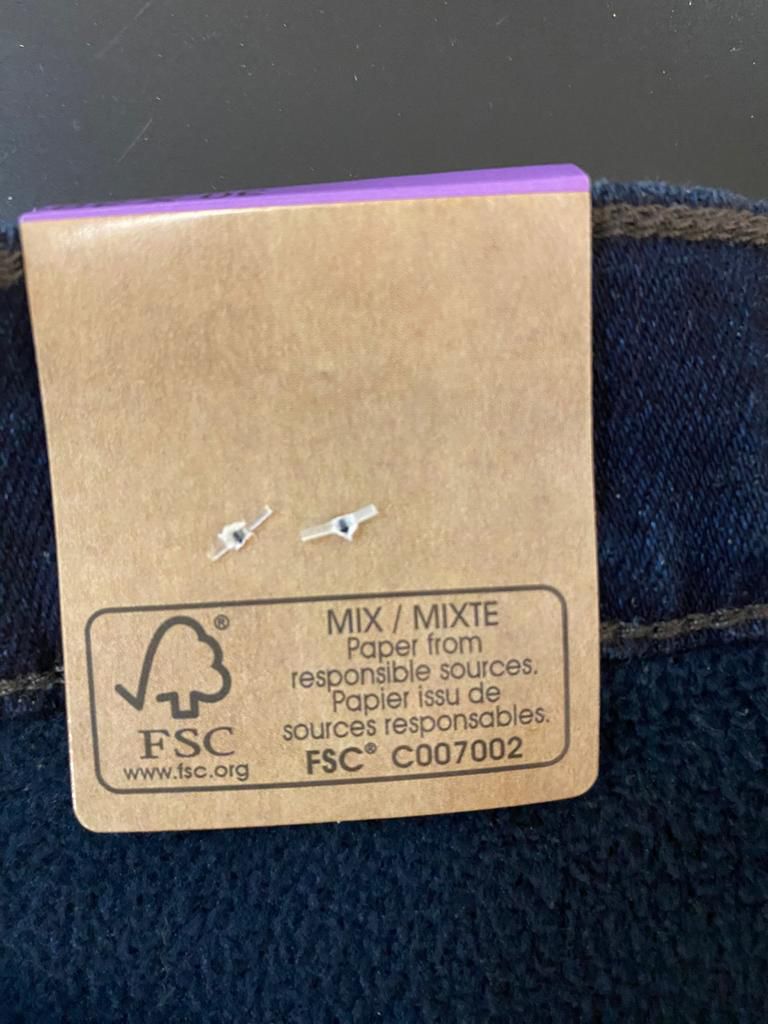 MIX / MIXTE
Paper from
responsible sources.
Papier issu de
sources responsables.
FSC® C007002
®
FSC
www.fsc.org